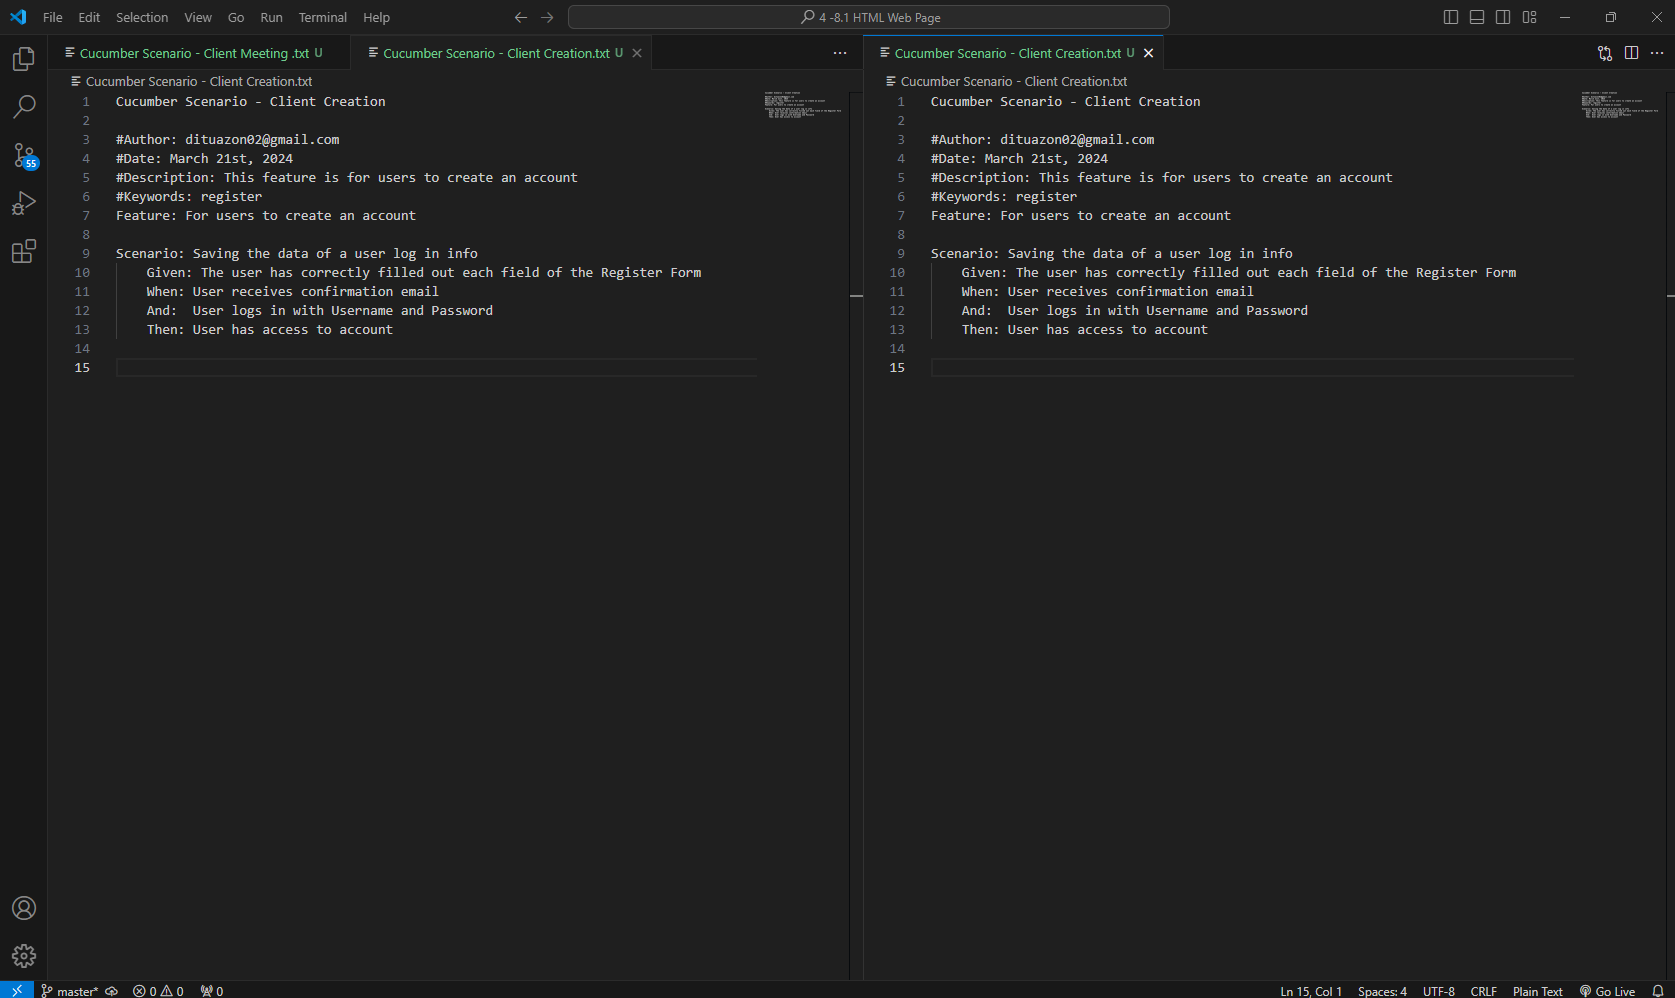 File Edit Selection View Go Run Terminal Help 4 -8.1 HTML Web Page
Cucumber Scenario - Client Meeting .txt U Cucumber Scenario - Client Creation.txt U
Cucumber Scenario - Client Creation.txt
1 Cucumber Scenario - Client Creation
2
3 #Author: dituazon02@gmail.com
4 #Date: March 21st, 2024
5 #Description: This feature is for users to create an account
6 #Keywords: register
7 Feature: For users to create an account
8
9 Scenario: Saving the data of a user log in info
10 Given: The user has correctly filled out each field of the Register Form
11 When: User receives confirmation email
12 And:  User logs in with Username and Password
13 Then: User has access to account
14
15
Cucumber Scenario - Client Creation.txt U
Cucumber Scenario - Client Creation.txt
1 Cucumber Scenario - Client Creation
2
3 #Author: dituazon02@gmail.com
4 #Date: March 21st, 2024
5 #Description: This feature is for users to create an account
6 #Keywords: register
7 Feature: For users to create an account
8
9 Scenario: Saving the data of a user log in info
10 Given: The user has correctly filled out each field of the Register Form
11 When: User receives confirmation email
12 And:  User logs in with Username and Password
13 Then: User has access to account
14
15
55
master* 0 0 0 Ln 15, Col 1 Spaces: 4 UTF-8 CRLF Plain Text Go Live